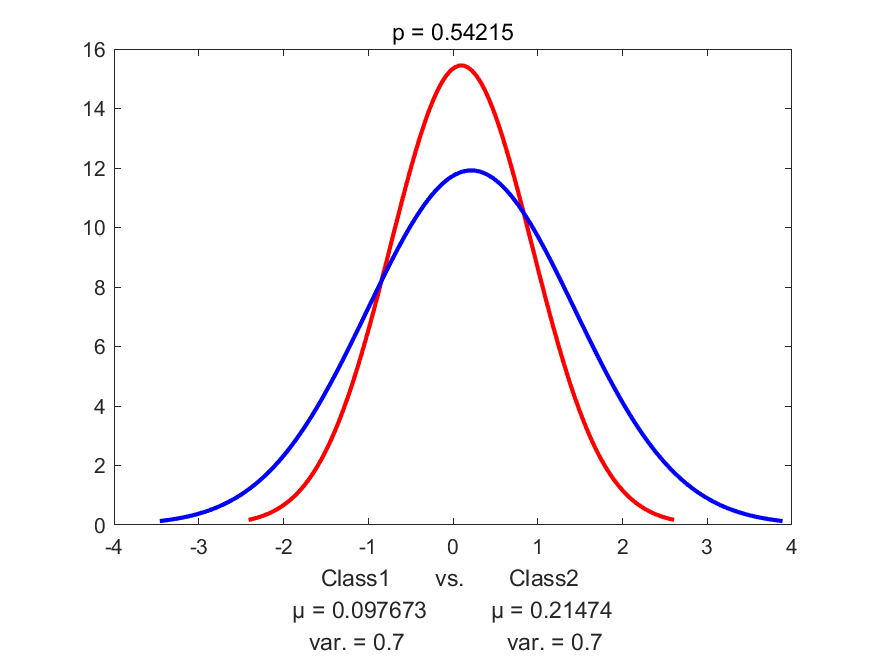 p = 0.54215
16
14
12
10
8
6
4
2
0
-4 -3 -2 -1 0 1 2 3 4
Class1 vs. Class2
µ = 0.097673 µ = 0.21474
var. = 0.7 var. = 0.7